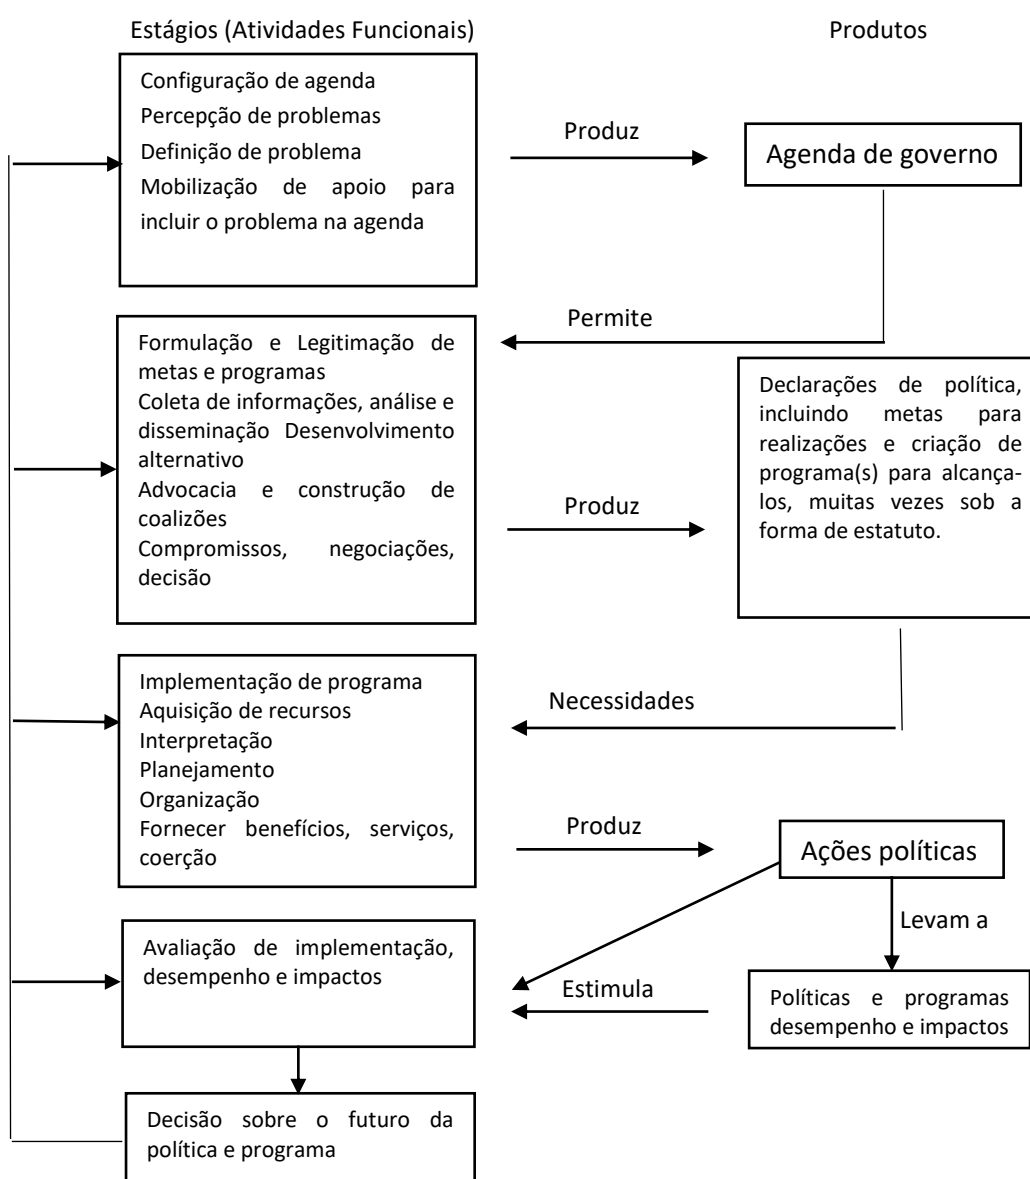 Estágios (Atividades Funcionais)
Produtos
Configuração de agenda
Percepção de problemas
Definição de problema
Mobilização de apoio para
incluir o problema na agenda
Produz
Agenda de governo
Permite
Formulação e Legitimação de
metas e programas
Coleta de informações, análise e
disseminação Desenvolvimento
alternativo
Advocacia e construção de
coalizões
Compromissos, negociações,
decisão
Produz
Declarações de política,
incluindo metas para
realizações e criação de
programa(s) para alcança-
los, muitas vezes sob a
forma de estatuto.
Necessidades
Implementação de programa
Aquisição de recursos
Interpretação
Planejamento
Organização
Fornecer benefícios, serviços,
coerção
Produz
Ações políticas
Levam a
Avaliação de implementação,
desempenho e impactos
Estimula
Políticas e programas
desempenho e impactos
Decisão sobre o futuro da
política e programa